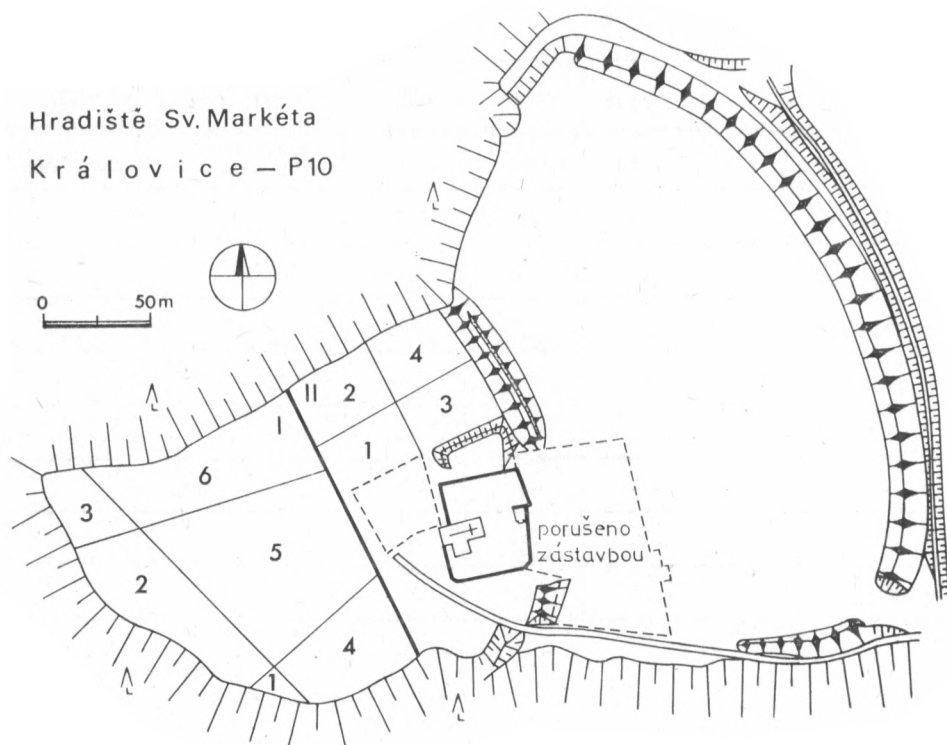 Hradiště Sv. Markéta
Královice – P10
0 50m
4
II 2
3
I
1
6
3
5
porušeno
zástavbou
2
4
1